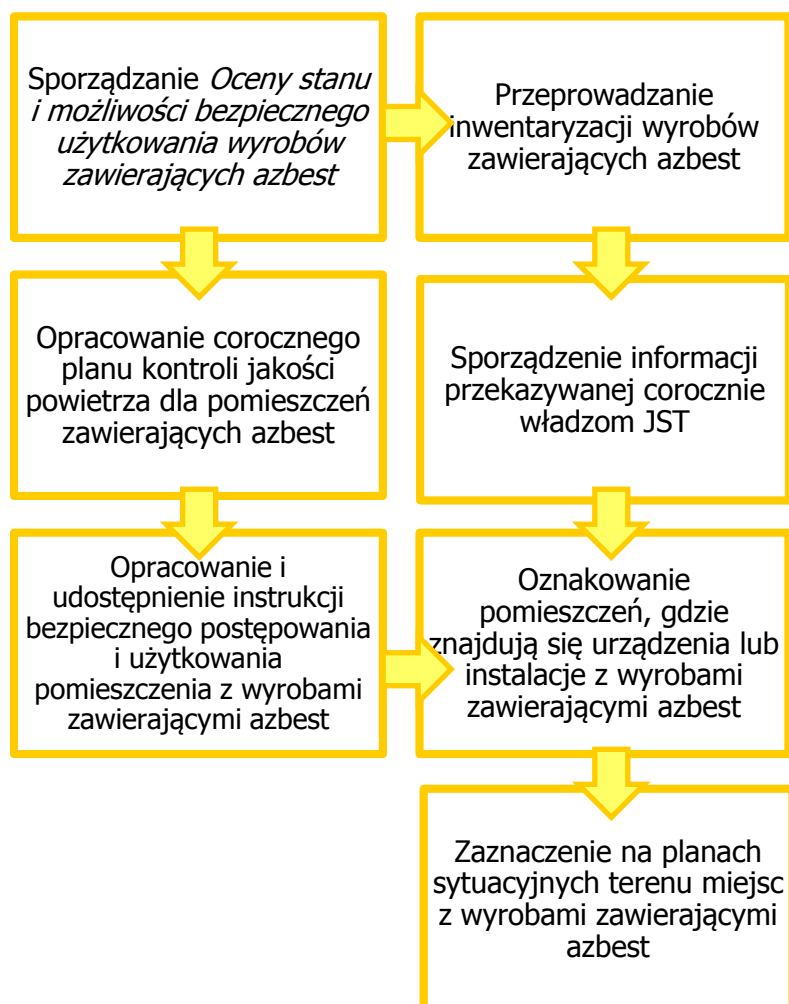 Sporządzanie Oceny stanu
i możliwości bezpiecznego
użytkowania wyrobów
zawierających azbest
Przeprowadzanie
inwentaryzacji wyrobów
zawierających azbest
Opracowanie corocznego
planu kontroli jakości
powietrza dla pomieszczeń
zawierających azbest
Sporządzenie informacji
przekazywanej corocznie
władzom JST
Opracowanie i
udostępnienie instrukcji
bezpiecznego postępowania
i użytkowania
pomieszczenia z wyrobami
zawierającymi azbest
Oznakowanie
pomieszczeń, gdzie
znajdują się urządzenia lub
instalacje z wyrobami
zawierającymi azbest
Zaznaczenie na planach
sytuacyjnych terenu miejsc
z wyrobami zawierającymi
azbest